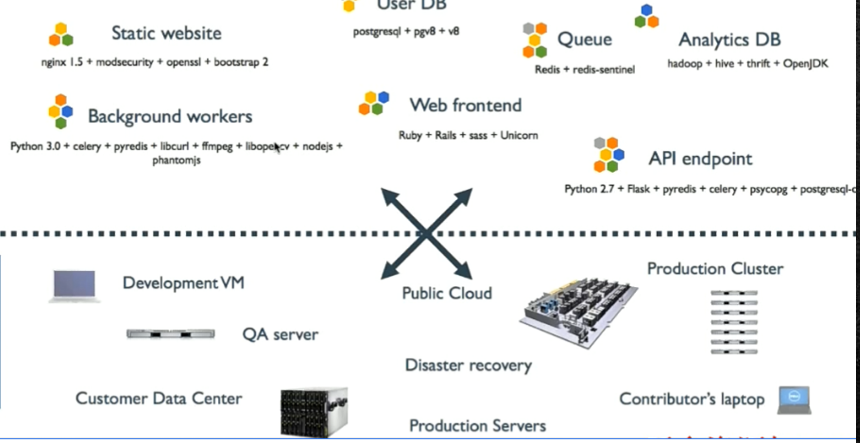 User DB
Static website
postgresql + pgv8 + v8
Queue
Analytics DB
nginx 1.5 + modsecurity + openssl + bootstrap 2
Redis + redis-sentinel
hadoop + hive + thrift + OpenJDK
Background workers
Web frontend
Ruby + Rails + sass + Unicorn
Python 3.0 + celery + pyredis + libcurl + ffmpeg + libopencv + nodejs +
phantomjs
API endpoint
Python 2.7 + Flask + pyredis + celery + psycopg + postgresql-c
Development VM
Public Cloud
Production Cluster
QA server
Disaster recovery
Customer Data Center
Contributor's laptop
Production Servers